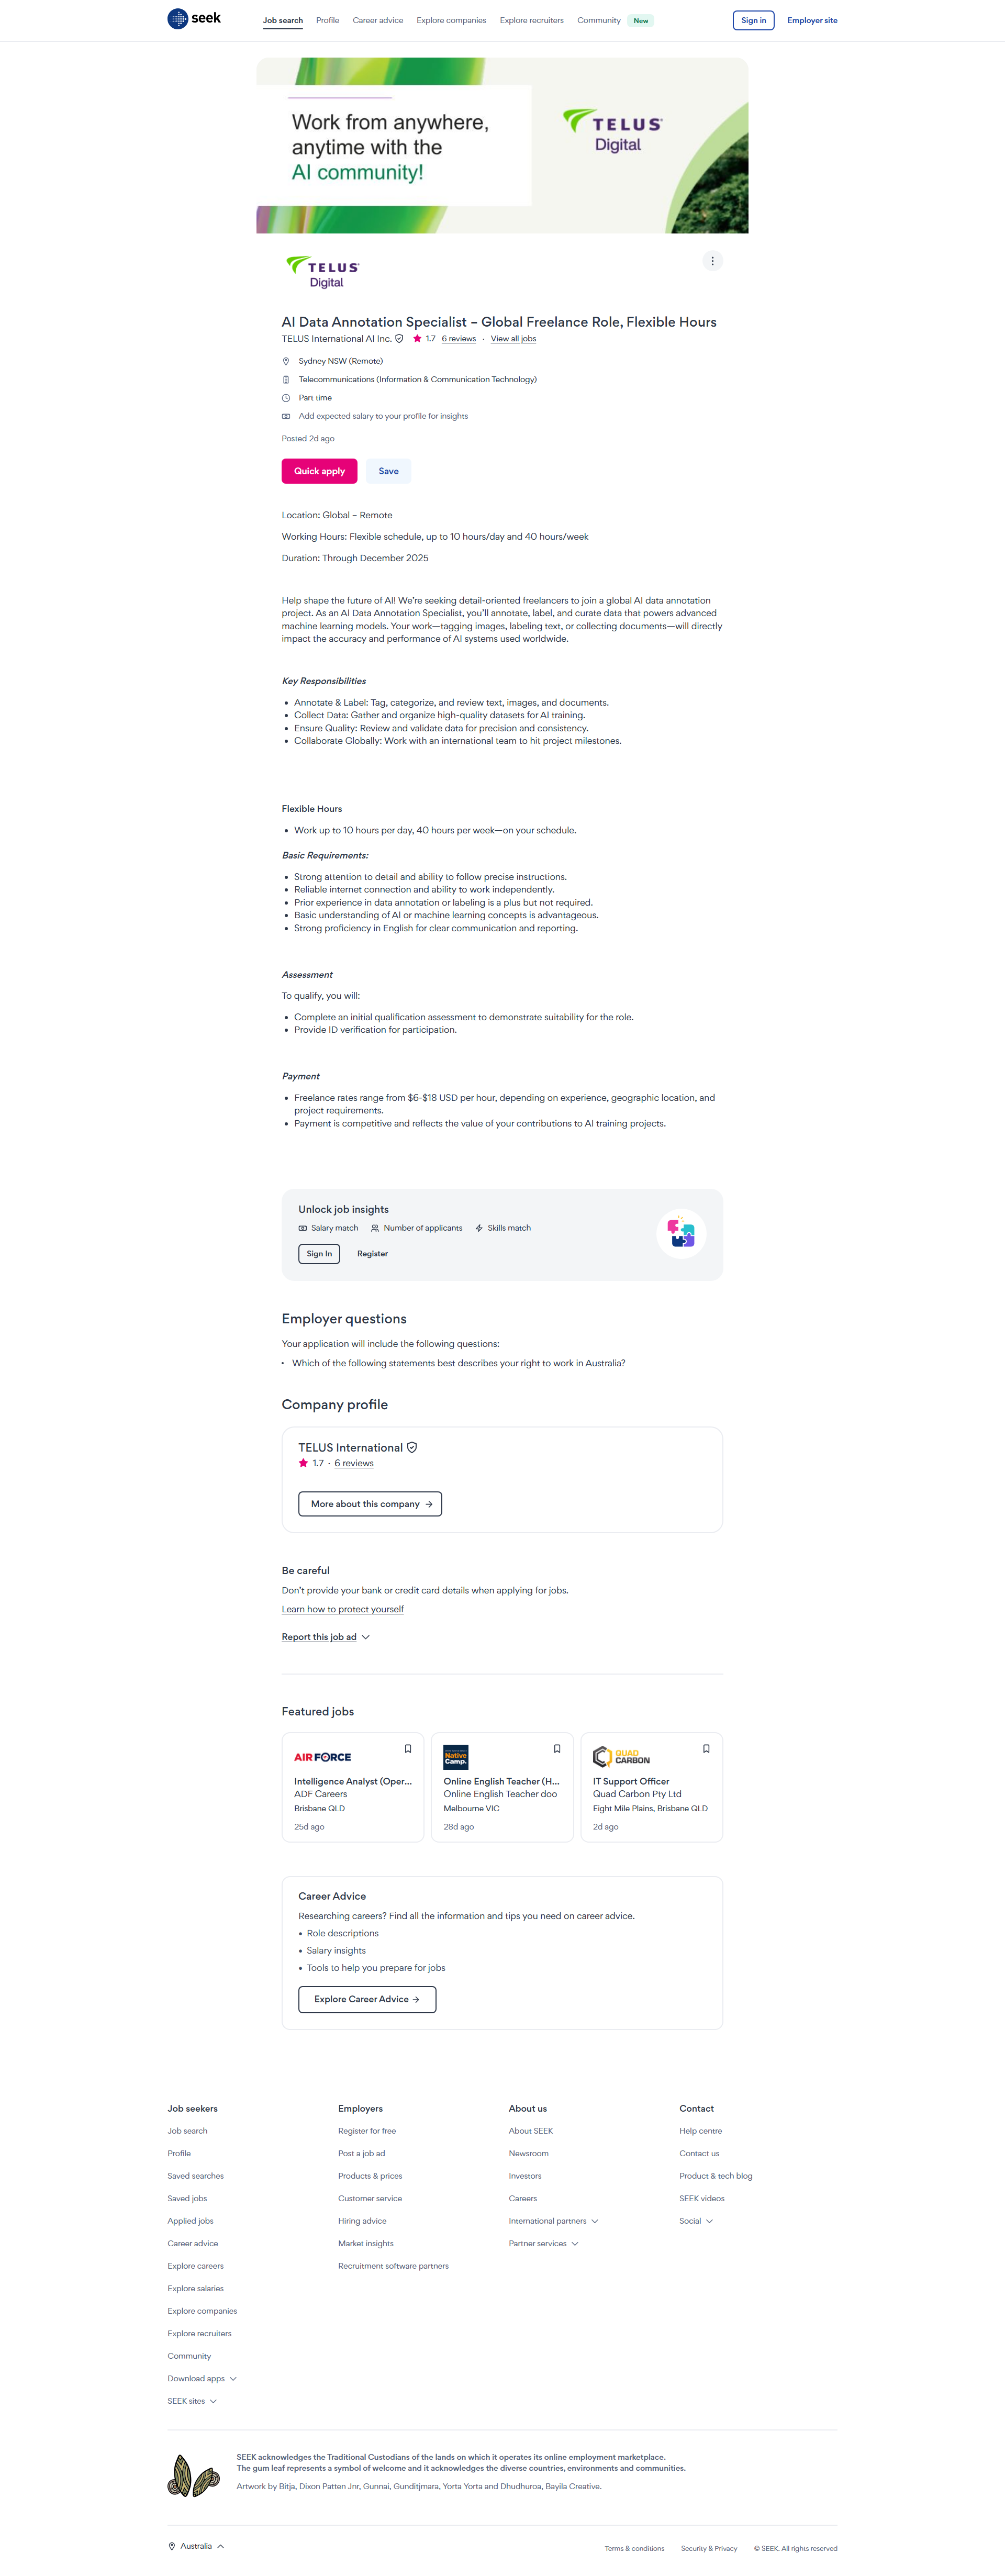 seek
Job search
Profile
Career advice
Explore companies
Explore recruiters
Community
New
Sign in
Employer site
Work from anywhere,
anytime with the
AI community!
TELUS
Digital
TELUS
Digital
AI Data Annotation Specialist – Global Freelance Role, Flexible Hours
TELUS International AI Inc. 1.7 6 reviews · View all jobs
Sydney NSW (Remote)
Telecommunications (Information & Communication Technology)
Part time
Add expected salary to your profile for insights
Posted 2d ago
Quick apply
Save
Location: Global – Remote
Working Hours: Flexible schedule, up to 10 hours/day and 40 hours/week
Duration: Through December 2025
Help shape the future of AI! We’re seeking detail-oriented freelancers to join a global AI data annotation
project. As an AI Data Annotation Specialist, you’ll annotate, label, and curate data that powers advanced
machine learning models. Your work—tagging images, labeling text, or collecting documents—will directly
impact the accuracy and performance of AI systems used worldwide.
Key Responsibilities
• Annotate & Label: Tag, categorize, and review text, images, and documents.
• Collect Data: Gather and organize high-quality datasets for AI training.
• Ensure Quality: Review and validate data for precision and consistency.
• Collaborate Globally: Work with an international team to hit project milestones.
Flexible Hours
• Work up to 10 hours per day, 40 hours per week—on your schedule.
Basic Requirements:
• Strong attention to detail and ability to follow precise instructions.
• Reliable internet connection and ability to work independently.
• Prior experience in data annotation or labeling is a plus but not required.
• Basic understanding of AI or machine learning concepts is advantageous.
• Strong proficiency in English for clear communication and reporting.
Assessment
To qualify, you will:
• Complete an initial qualification assessment to demonstrate suitability for the role.
• Provide ID verification for participation.
Payment
• Freelance rates range from $6-$18 USD per hour, depending on experience, geographic location, and
project requirements.
• Payment is competitive and reflects the value of your contributions to AI training projects.
Unlock job insights
Salary match
Number of applicants
Skills match
Sign In
Register
Employer questions
Your application will include the following questions:
• Which of the following statements best describes your right to work in Australia?
Company profile
TELUS International
1.7 · 6 reviews
More about this company →
Be careful
Don’t provide your bank or credit card details when applying for jobs.
Learn how to protect yourself
Report this job ad
Featured jobs
AIR FORCE
Intelligence Analyst (Oper...
ADF Careers
Brisbane QLD
25d ago
Native
Camp.
Online English Teacher (H...
Online English Teacher doo
Melbourne VIC
28d ago
QUAD
CARBON
IT Support Officer
Quad Carbon Pty Ltd
Eight Mile Plains, Brisbane QLD
2d ago
Career Advice
Researching careers? Find all the information and tips you need on career advice.
• Role descriptions
• Salary insights
• Tools to help you prepare for jobs
Explore Career Advice →
Job seekers
Job search
Profile
Saved searches
Saved jobs
Applied jobs
Career advice
Explore careers
Explore salaries
Explore companies
Explore recruiters
Community
Download apps
SEEK sites
Employers
Register for free
Post a job ad
Products & prices
Customer service
Hiring advice
Market insights
Recruitment software partners
About us
About SEEK
Newsroom
Investors
Careers
International partners
Partner services
Contact
Help centre
Contact us
Product & tech blog
SEEK videos
Social
SEEK acknowledges the Traditional Custodians of the lands on which it operates its online employment marketplace.
The gum leaf represents a symbol of welcome and it acknowledges the diverse countries, environments and communities.
Artwork by Bitja, Dixon Patten Jnr, Gunnai, Gunditjmara, Yorta Yorta and Dhudhuroa, Bayila Creative.
Australia
Terms & conditions
Security & Privacy
© SEEK. All rights reserved